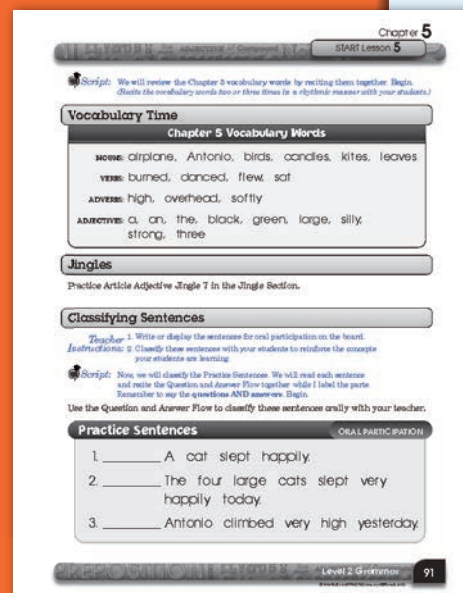 Chapter 5
START Lesson 5
Script: We will review the Chapter 5 vocabulary words by reciting them together. Begin.
(Recite the vocabulary words two or three times in a rhythmic manner with your students.)
Vocabulary Time
Chapter 5 Vocabulary Words
NOUNS: airplane, Antonio, birds, candles, kites, leaves
VERBS: burned, danced, flew, sat
ADVERBS: high, overhead, softly
ADJECTIVES: a, an, the, black, green, large, silly,
strong, three
Jingles
Practice Article Adjective Jingle 7 in the Jingle Section.
Classifying Sentences
Teacher 1. Write or display the sentences for oral participation on the board.
Instructions: 2. Classify these sentences with your students to reinforce the concepts
your students are learning.
Script: Now, we will classify the Practice Sentences. We will read each sentence
and recite the Question and Answer Flow together while I label the parts.
Remember to say the questions AND answers. Begin.
Use the Question and Answer Flow to classify these sentences orally with your teacher.
Practice Sentences ORAL PARTICIPATION
1. ________ A cat slept happily.
2. ________ The four large cats slept very
happily today.
3. ________ Antonio climbed very high yesterday.
Level 2 Grammar 91